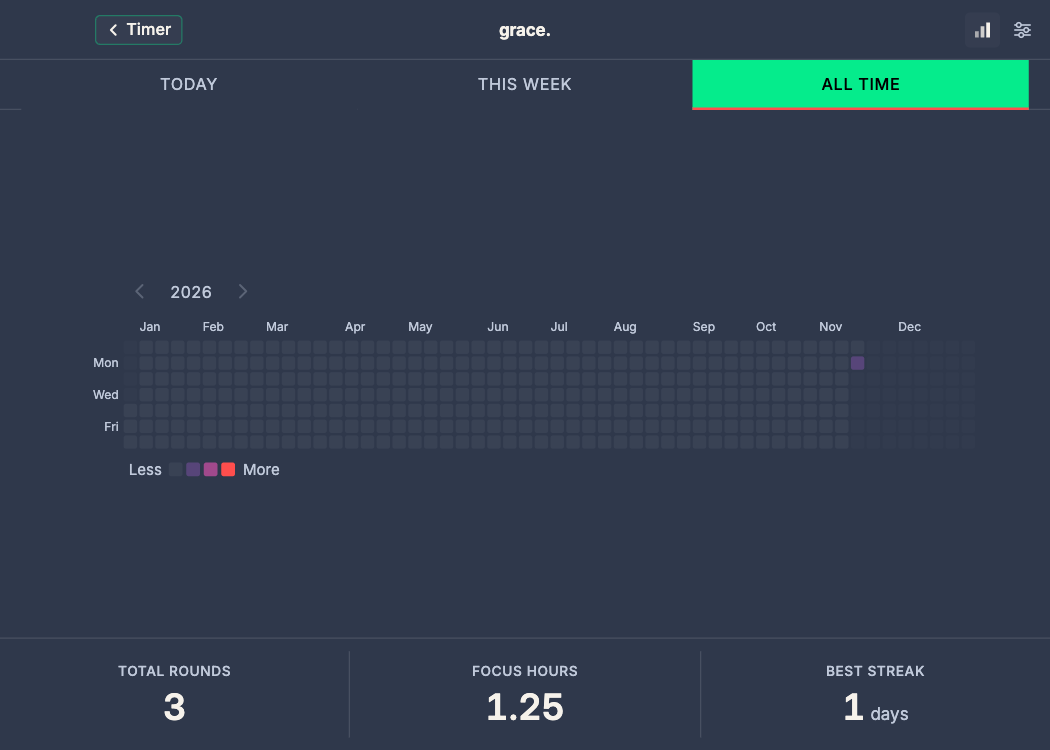 Timer
grace.
TODAY
THIS WEEK
ALL TIME
2026
Jan Feb Mar Apr May Jun Jul Aug Sep Oct Nov Dec
Mon
Wed
Fri
Less More
TOTAL ROUNDS
3
FOCUS HOURS
1.25
BEST STREAK
1 days